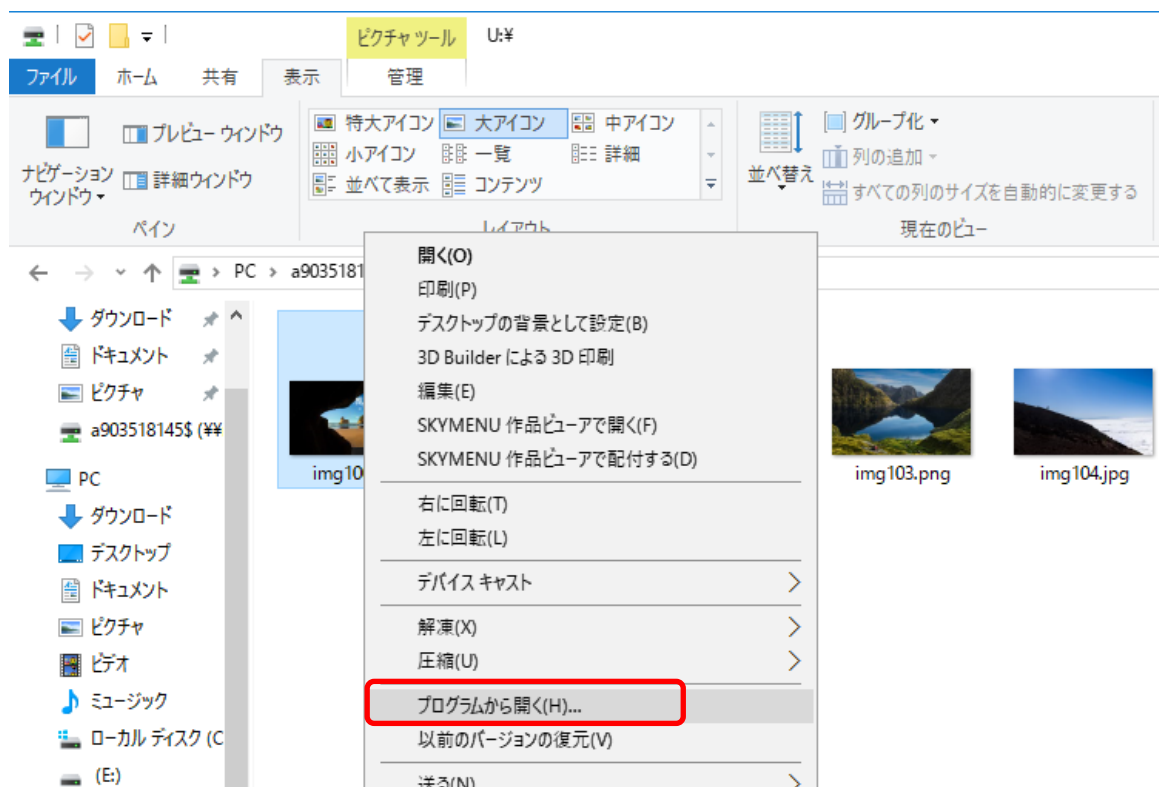 ピクチャ ツール U:¥
ファイル ホーム 共有 表示 管理
ナビゲーション
ウィンドウ
プレビュー ウィンドウ
詳細ウィンドウ
ペイン
特大アイコン 大アイコン 中アイコン
小アイコン 一覧 詳細
並べて表示 コンテンツ
レイアウト
並べ替え
グループ化
列の追加
すべての列のサイズを自動的に変更する
現在のビュー
PC › a9035181
ダウンロード
ドキュメント
ピクチャ
a903518145$ (¥¥
PC
ダウンロード
デスクトップ
ドキュメント
ピクチャ
ビデオ
ミュージック
ローカル ディスク (C
(E:)
img10
開く(O)
印刷(P)
デスクトップの背景として設定(B)
3D Builder による 3D 印刷
編集(E)
SKYMENU 作品ビューアで開く(F)
SKYMENU 作品ビューアで配付する(D)
右に回転(T)
左に回転(L)
デバイス キャスト
解凍(X)
圧縮(U)
プログラムから開く(H)...
以前のバージョンの復元(V)
送る(N)
img103.png
img104.jpg